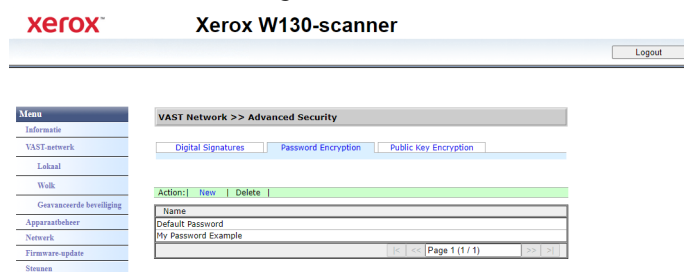 xerox™ Xerox W130-scanner
Logout
Menu
Informatie
VAST-netwerk
Lokaal
Wolk
Geavanceerde beveiliging
Apparaatbeheer
Netwerk
Firmware-update
Steunen
VAST Network >> Advanced Security
Digital Signatures Password Encryption Public Key Encryption
Action:| New | Delete |
Name
Default Password
My Password Example
|< << Page 1 (1 / 1) >> >|